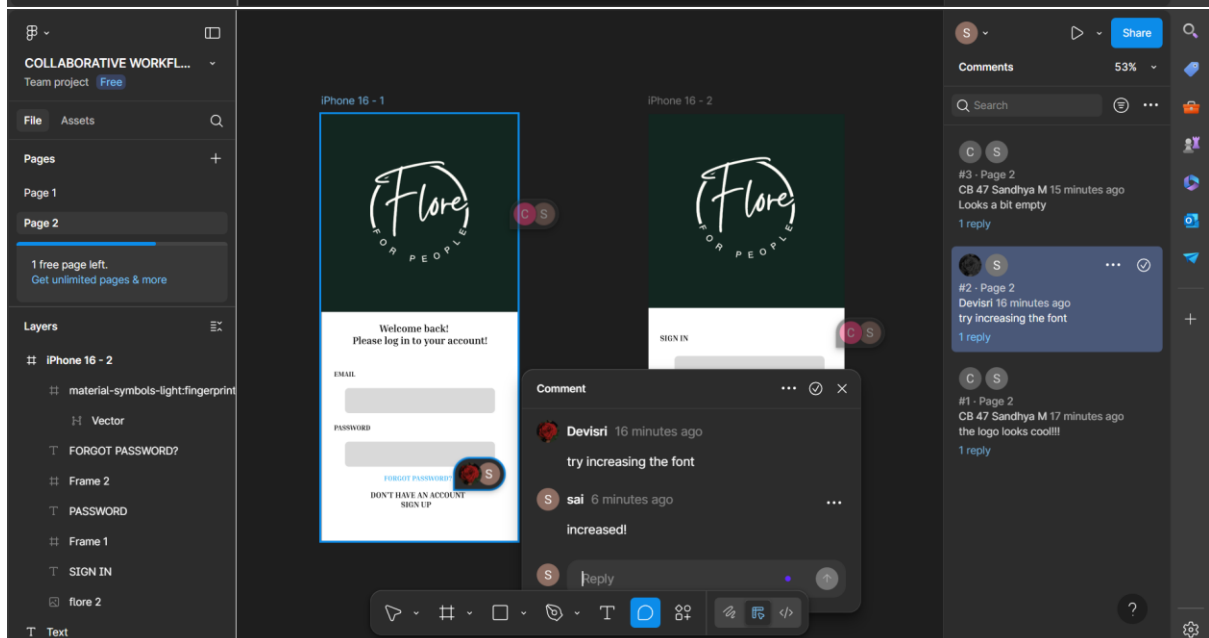 COLLABORATIVE WORKFL...
Team project Free
File Assets
Pages
Page 1
Page 2
1 free page left.
Get unlimited pages & more
Layers
iPhone 16 - 2
material-symbols-light:fingerprint
Vector
FORGOT PASSWORD?
Frame 2
PASSWORD
Frame 1
SIGN IN
flore 2
Text
iPhone 16 - 1
Flore
FOR PEOPLE
C S
Welcome back!
Please log in to your account!
EMAIL
PASSWORD
FORGOT PASSWORD?
S
DON'T HAVE AN ACCOUNT
SIGN UP
iPhone 16 - 2
Flore
FOR PEOPLE
C S
SIGN IN
Comment
Devisri 16 minutes ago
try increasing the font
S sai 6 minutes ago
increased!
S Reply
S
Share
Comments 53%
Search
C S
#3 · Page 2
CB 47 Sandhya M 15 minutes ago
Looks a bit empty
1 reply
S
#2 · Page 2
Devisri 16 minutes ago
try increasing the font
1 reply
C S
#1 · Page 2
CB 47 Sandhya M 17 minutes ago
the logo looks cool!!!
1 reply
?